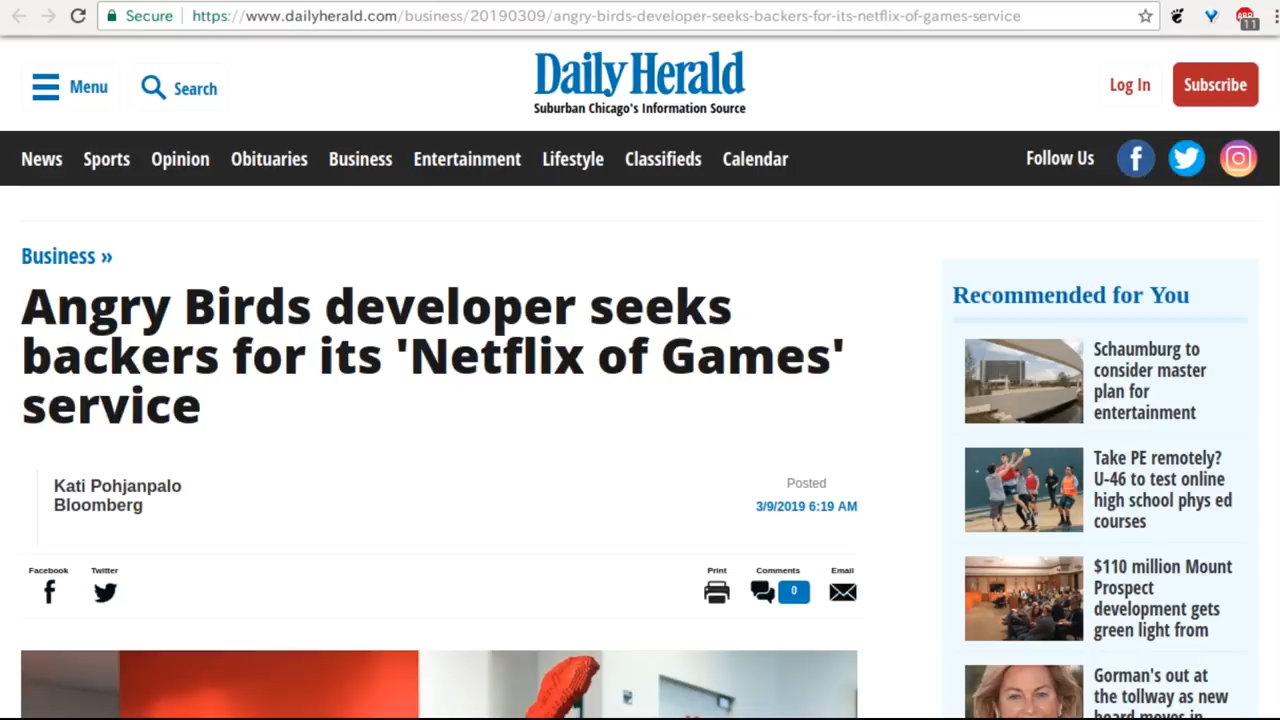 Secure https://www.dailyherald.com/business/20190309/angry-birds-developer-seeks-backers-for-its-netflix-of-games-service
11
Menu
Search
Daily Herald
Suburban Chicago's Information Source
Log In
Subscribe
News Sports Opinion Obituaries Business Entertainment Lifestyle Classifieds Calendar
Follow Us
Business »
Angry Birds developer seeks
backers for its 'Netflix of Games'
service
Kati Pohjanpalo
Bloomberg
Posted
3/9/2019 6:19 AM
Facebook
Twitter
Print
Comments
0
Email
Recommended for You
Schaumburg to
consider master
plan for
entertainment
Take PE remotely?
U-46 to test online
high school phys ed
courses
$110 million Mount
Prospect
development gets
green light from
Gorman's out at
the tollway as new
board moves in